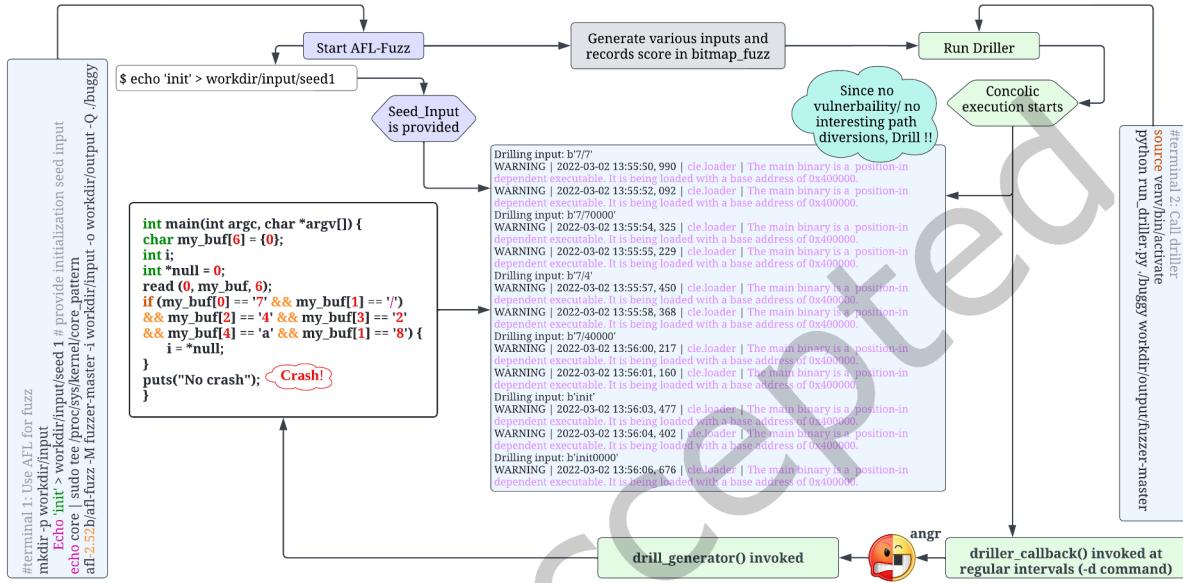 Start AFL-Fuzz
Generate various inputs and
records score in bitmap_fuzz
Run Driller
$ echo 'init' > workdir/input/seed1
Seed_Input
is provided
Since no
vulnerbaility/ no
interesting path
diversions, Drill !!
Concolic
execution starts
#terminal 1: Use AFL for fuzz
mkdir -p workdir/input
Echo 'init' > workdir/input/seed 1 # provide initialization seed input
echo core | sudo tee /proc/sys/kernel/core_pattern
afl-2.52b/afl-fuzz -M fuzzer-master -i workdir/input -o workdir/output -Q ./buggy
int main(int argc, char *argv[]) {
char my_buf[6] = {0};
int i;
int *null = 0;
read (0, my_buf, 6);
if (my_buf[0] == '7' && my_buf[1] == '/')
&& my_buf[2] == '4' && my_buf[3] == '2'
&& my_buf[4] == 'a' && my_buf[1] == '8') {
i = *null;
}
puts("No crash");
}
Crash!
Drilling input: b'7/7'
WARNING | 2022-03-02 13:55:50, 990 | cle.loader | The main binary is a position-in
dependent executable. It is being loaded with a base address of 0x400000.
WARNING | 2022-03-02 13:55:52, 092 | cle.loader | The main binary is a position-in
dependent executable. It is being loaded with a base address of 0x400000.
Drilling input: b'7/70000'
WARNING | 2022-03-02 13:55:54, 325 | cle.loader | The main binary is a position-in
dependent executable. It is being loaded with a base address of 0x400000.
WARNING | 2022-03-02 13:55:55, 229 | cle.loader | The main binary is a position-in
dependent executable. It is being loaded with a base address of 0x400000.
Drilling input: b'7/4'
WARNING | 2022-03-02 13:55:57, 450 | cle.loader | The main binary is a position-in
dependent executable. It is being loaded with a base address of 0x400000.
WARNING | 2022-03-02 13:55:58, 368 | cle.loader | The main binary is a position-in
dependent executable. It is being loaded with a base address of 0x400000.
Drilling input: b'7/40000'
WARNING | 2022-03-02 13:56:00, 217 | cle.loader | The main binary is a position-in
dependent executable. It is being loaded with a base address of 0x400000.
WARNING | 2022-03-02 13:56:01, 160 | cle.loader | The main binary is a position-in
dependent executable. It is being loaded with a base address of 0x400000.
Drilling input: b'init'
WARNING | 2022-03-02 13:56:03, 477 | cle.loader | The main binary is a position-in
dependent executable. It is being loaded with a base address of 0x400000.
WARNING | 2022-03-02 13:56:04, 402 | cle.loader | The main binary is a position-in
dependent executable. It is being loaded with a base address of 0x400000.
Drilling input: b'init0000'
WARNING | 2022-03-02 13:56:06, 676 | cle.loader | The main binary is a position-in
dependent executable. It is being loaded with a base address of 0x400000.
#terminal 2: Call driller
source venv/bin/activate
python run_driller.py ./buggy workdir/output/fuzzer-master
drill_generator() invoked
angr
driller_callback() invoked at
regular intervals (-d command)
ccepted